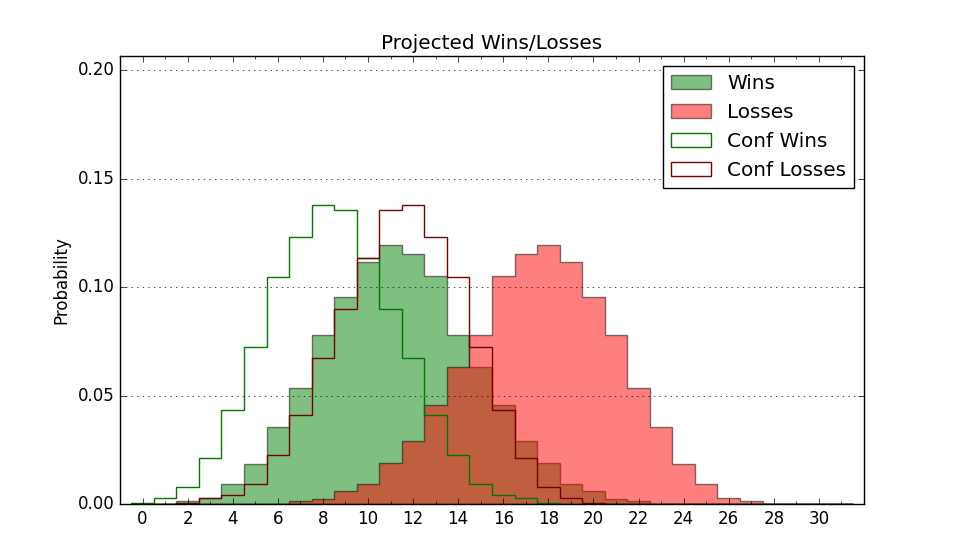 Projected Wins/Losses
Wins
Losses
Conf Wins
Conf Losses
Probability
0.20
0.15
0.10
0.05
0.00
0 2 4 6 8 10 12 14 16 18 20 22 24 26 28 30